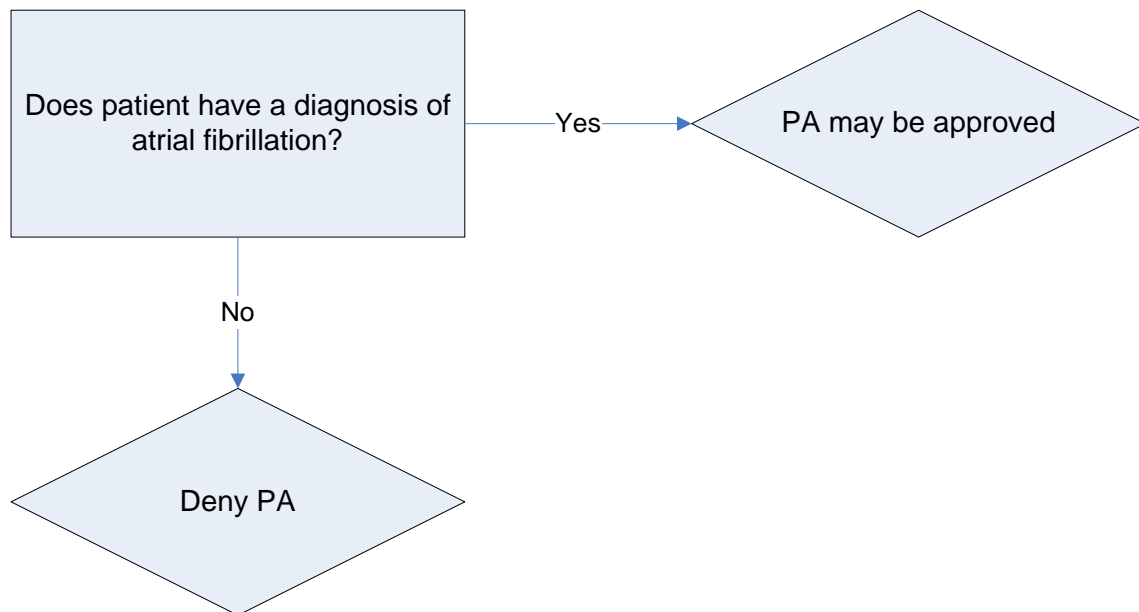 Does patient have a diagnosis of
atrial fibrillation?
Yes
PA may be approved
No
Deny PA